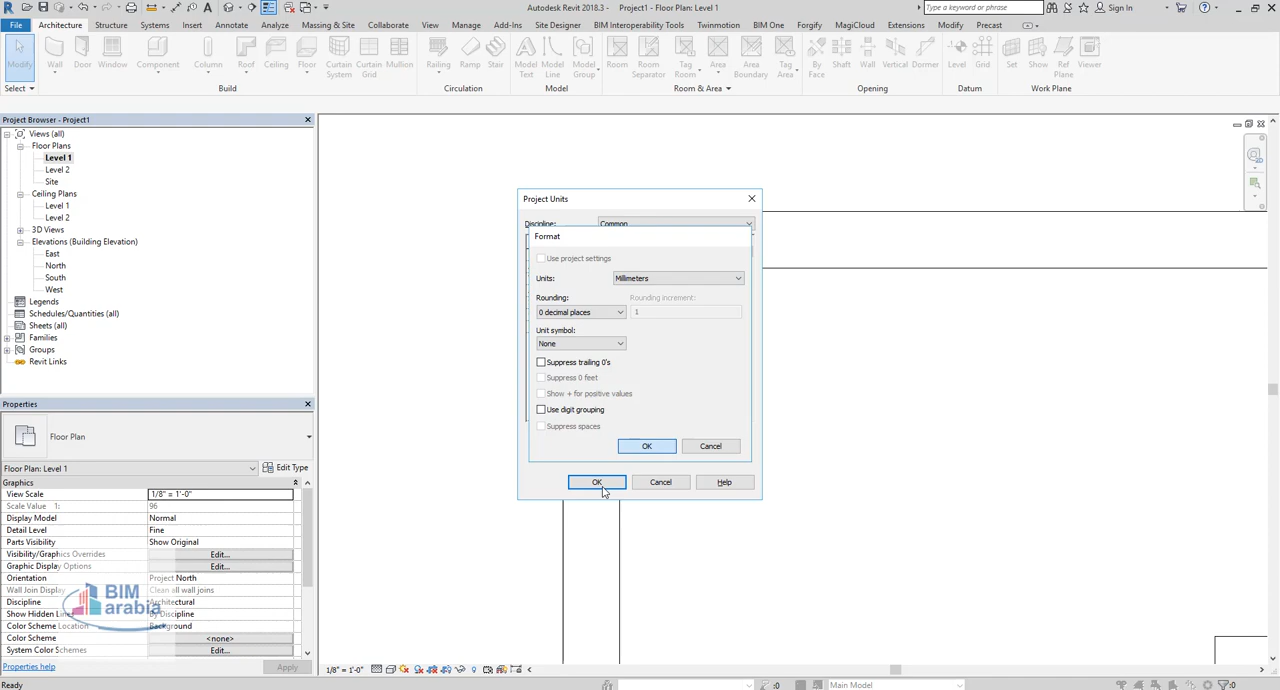 Autodesk Revit 2018.3 - Project1 - Floor Plan: Level 1
Type a keyword or phrase
Sign In
File Architecture Structure Systems Insert Annotate Analyze Massing & Site Collaborate View Manage Add-Ins Site Designer BIM Interoperability Tools Twinmotion BIM One Forgify MagiCloud Extensions Modify Precast
Modify Wall Door Window Component Column Roof Ceiling Floor Curtain System Curtain Grid Mullion Railing Ramp Stair Model Text Model Line Model Group Room Room Separator Tag Room Area Area Boundary Tag Area By Face Shaft Wall Vertical Dormer Level Grid Set Show Ref Plane Viewer
Select Build Circulation Model Room & Area Opening Datum Work Plane
Project Browser - Project1
Views (all)
Floor Plans
Level 1
Level 2
Site
Ceiling Plans
Level 1
Level 2
3D Views
Elevations (Building Elevation)
East
North
South
West
Legends
Schedules/Quantities (all)
Sheets (all)
Families
Groups
Revit Links
Properties
Floor Plan
Floor Plan: Level 1 Edit Type
Graphics
View Scale 1/8" = 1'-0"
Scale Value 1: 96
Display Model Normal
Detail Level Fine
Parts Visibility Show Original
Visibility/Graphics Overrides Edit...
Graphic Display Options Edit...
Orientation Project North
Wall Join Display Clean all wall joins
Discipline Architectural
Show Hidden Lines By Discipline
Color Scheme Location Background
Color Scheme <none>
System Color Schemes Edit...
Properties help Apply
BIM
arabia
Project Units
Discipline: Common
Format
Use project settings
Units: Millimeters
Rounding: Rounding increment:
0 decimal places 1
Unit symbol:
None
Suppress trailing 0's
Suppress 0 feet
Show + for positive values
Use digit grouping
Suppress spaces
OK Cancel
OK Cancel Help
1/8" = 1'-0"
Ready :0 Main Model :0